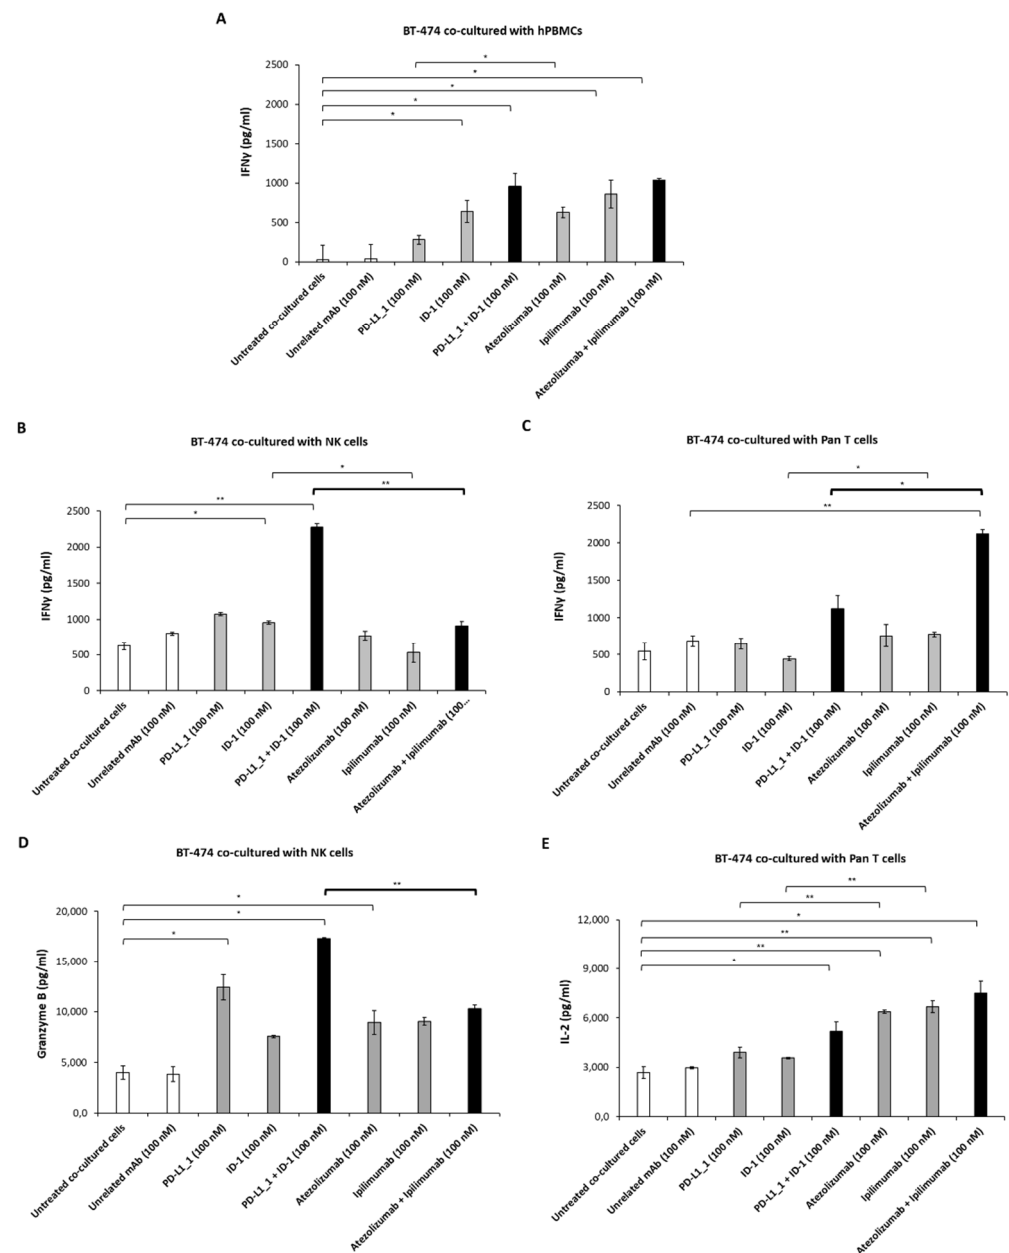 A
BT-474 co-cultured with hPBMCs
IFNγ (pg/ml)
2500
2000
1500
1000
500
0
*
*
*
*
*
Untreated co-cultured cells
Unrelated mAb (100 nM)
PD-L1_1 (100 nM)
ID-1 (100 nM)
PD-L1_1 + ID-1 (100 nM)
Atezolizumab (100 nM)
Ipilimumab (100 nM)
Atezolizumab + Ipilimumab (100 nM)
B
BT-474 co-cultured with NK cells
IFNγ (pg/ml)
2500
2000
1500
1000
500
0
*
**
**
*
Untreated co-cultured cells
Unrelated mAb (100 nM)
PD-L1_1 (100 nM)
ID-1 (100 nM)
PD-L1_1 + ID-1 (100 nM)
Atezolizumab (100 nM)
Ipilimumab (100 nM)
Atezolizumab + Ipilimumab (100...
C
BT-474 co-cultured with Pan T cells
IFNγ (pg/ml)
2500
2000
1500
1000
500
0
*
*
**
Untreated co-cultured cells
Unrelated mAb (100 nM)
PD-L1_1 (100 nM)
ID-1 (100 nM)
PD-L1_1 + ID-1 (100 nM)
Atezolizumab (100 nM)
Ipilimumab (100 nM)
Atezolizumab + Ipilimumab (100 nM)
D
BT-474 co-cultured with NK cells
Granzyme B (pg/ml)
20,000
15,000
10,000
5,000
0,0
**
*
*
*
Untreated co-cultured cells
Unrelated mAb (100 nM)
PD-L1_1 (100 nM)
ID-1 (100 nM)
PD-L1_1 + ID-1 (100 nM)
Atezolizumab (100 nM)
Ipilimumab (100 nM)
Atezolizumab + Ipilimumab (100 nM)
E
BT-474 co-cultured with Pan T cells
IL-2 (pg/ml)
12,000
9,000
6,000
3,000
0,0
**
**
*
**
**
Untreated co-cultured cells
Unrelated mAb (100 nM)
PD-L1_1 (100 nM)
ID-1 (100 nM)
PD-L1_1 + ID-1 (100 nM)
Atezolizumab (100 nM)
Ipilimumab (100 nM)
Atezolizumab + Ipilimumab (100 nM)